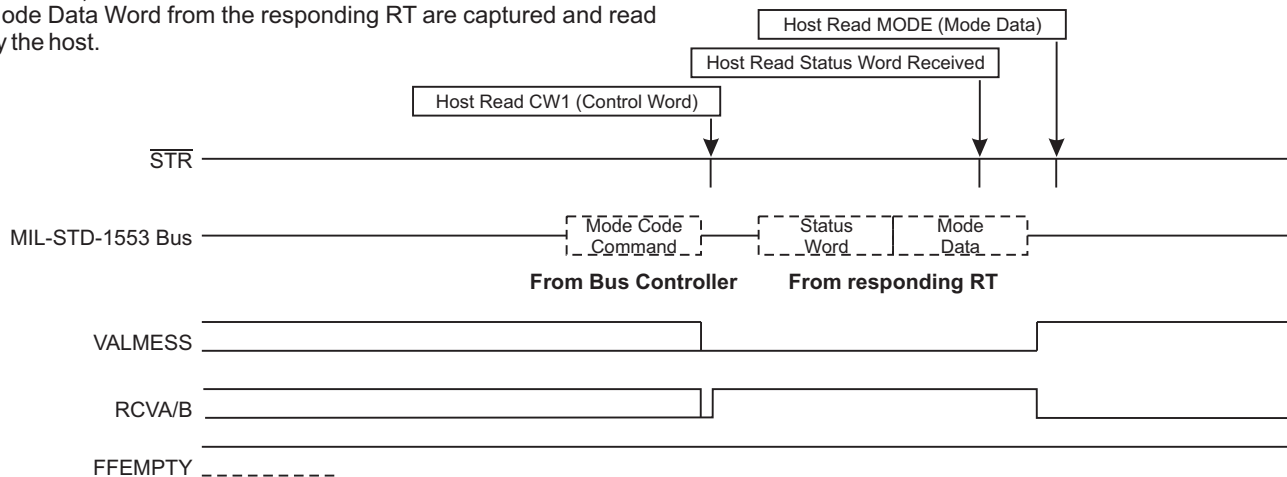 ode Data Word from the responding RT are captured and read
the host.
Host Read MODE (Mode Data)
Host Read Status Word Received
Host Read CW1 (Control Word)
STR
MIL-STD-1553 Bus
Mode Code
Command
Status
Word
Mode
Data
From Bus Controller
From responding RT
VALMESS
RCVA/B
FFEMPTY